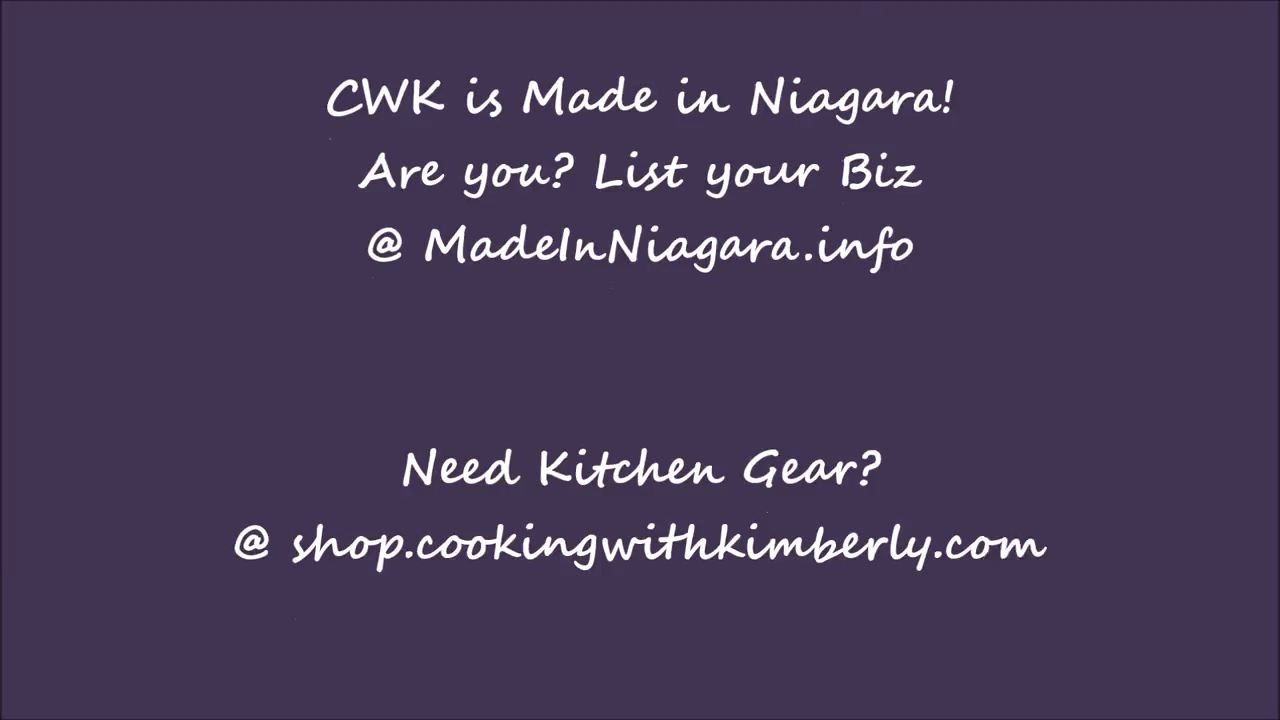 CWK is Made in Niagara!
Are you? List your Biz
@ MadeInNiagara.info
Need Kitchen Gear?
@ shop.cookingwithkimberly.com